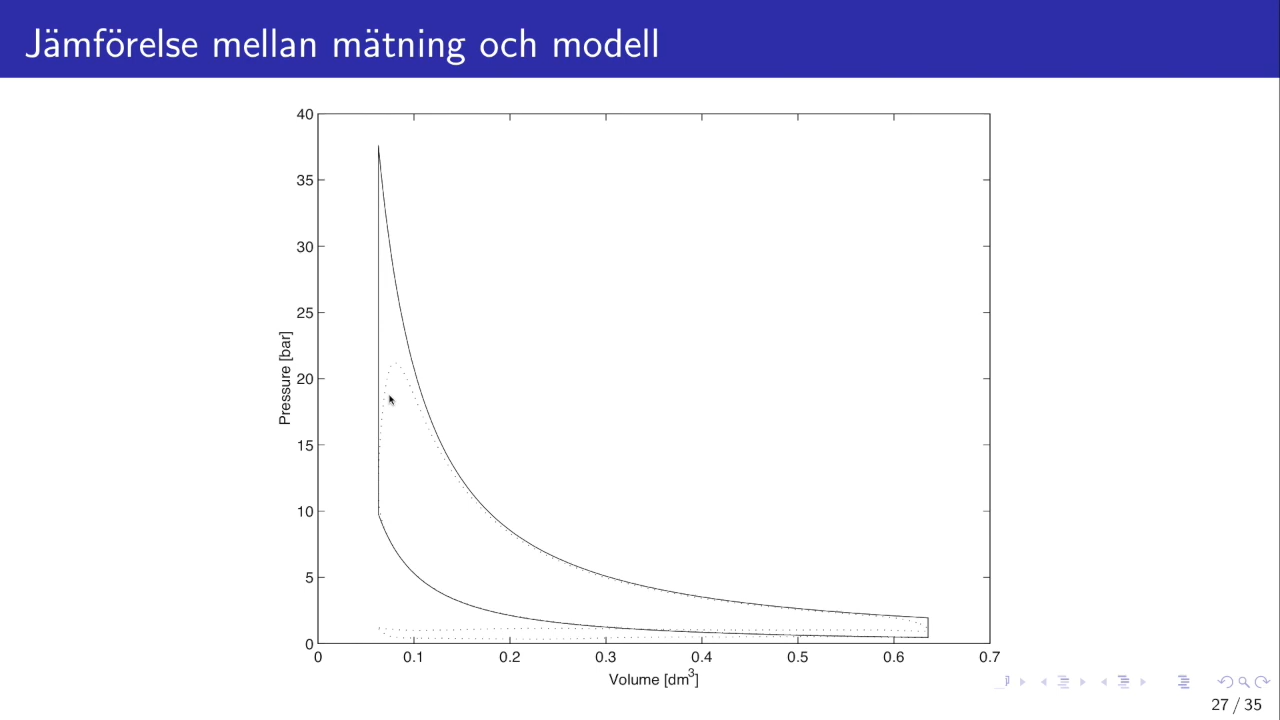 Jämförelse mellan mätning och modell
40
35
30
25
20
15
10
5
0
Pressure [bar]
0 0.1 0.2 0.3 0.4 0.5 0.6 0.7
Volume [dm³]
27 / 35